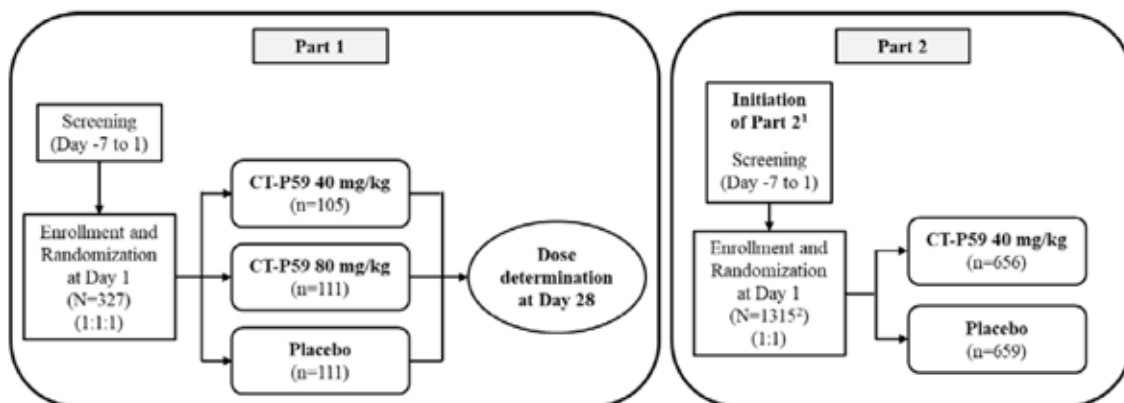 Part 1
Screening
(Day -7 to 1)
Enrollment and
Randomization
at Day 1
(N=327)
(1:1:1)
CT-P59 40 mg/kg
(n=105)
CT-P59 80 mg/kg
(n=111)
Placebo
(n=111)
Dose
determination
at Day 28
Part 2
Initiation
of Part 2¹
Screening
(Day -7 to 1)
Enrollment and
Randomization
at Day 1
(N=1315²)
(1:1)
CT-P59 40 mg/kg
(n=656)
Placebo
(n=659)